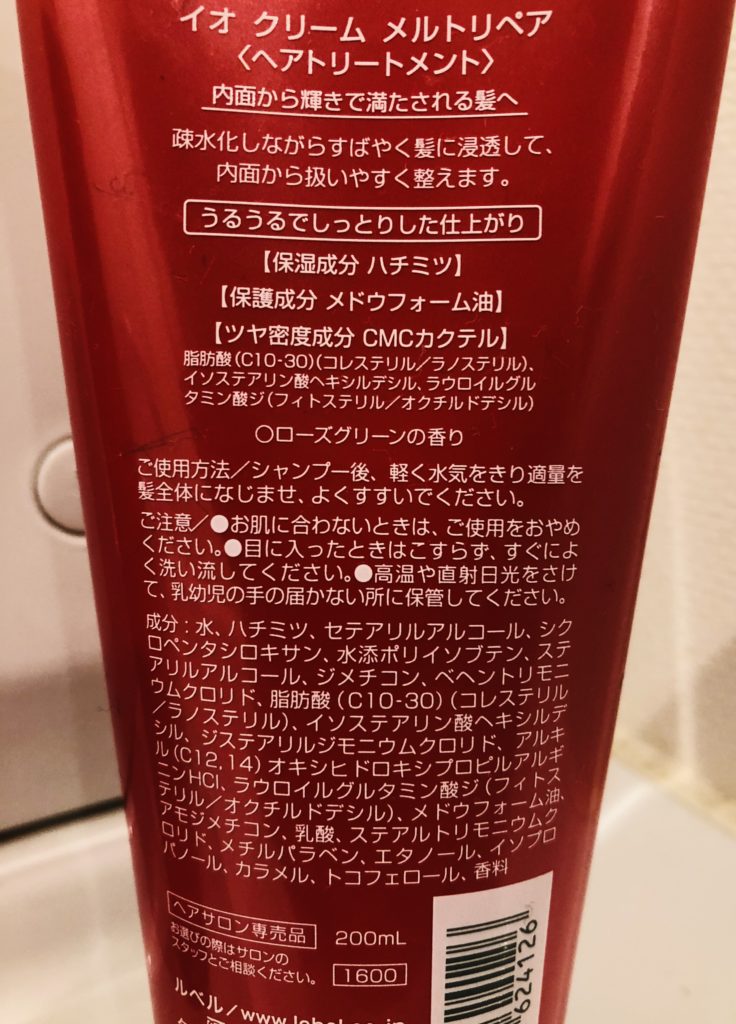 イオ クリーム メルトリペア
〈ヘアトリートメント〉
内面から輝きで満たされる髪へ
疎水化しながらすばやく髪に浸透して、
内面から扱いやすく整えます。
うるうるでしっとりした仕上がり
【保湿成分 ハチミツ】
【保護成分 メドウフォーム油】
【ツヤ密度成分 CMCカクテル】
脂肪酸(C10-30)(コレステリル/ラノステリル)、
イソステアリン酸ヘキシルデシル、ラウロイルグル
タミン酸ジ(フィトステリル/オクチルドデシル)
○ローズグリーンの香り
ご使用方法/シャンプー後、軽く水気をきり適量を
髪全体になじませ、よくすすいでください。
ご注意/●お肌に合わないときは、ご使用をおやめ
ください。●目に入ったときはこすらず、すぐによ
く洗い流してください。●高温や直射日光をさけ
て、乳幼児の手の届かない所に保管してください。
成分:水、ハチミツ、セテアリルアルコール、シク
ロペンタシロキサン、水添ポリイソブテン、ステ
アリルアルコール、ジメチコン、ベヘントリモニ
ウムクロリド、脂肪酸(C10-30)(コレステリル
/ラノステリル)、イソステアリン酸ヘキシルデ
シル、ジステアリルジモニウムクロリド、アルキ
ル(C12,14)オキシヒドロキシプロピルアルギ
ニンHCl、ラウロイルグルタミン酸ジ(フィトス
テリル/オクチルドデシル)、メドウフォーム油、
アモジメチコン、乳酸、ステアルトリモニウムク
ロリド、メチルパラベン、エタノール、イソプロ
パノール、カラメル、トコフェロール、香料
ヘアサロン専売品
お選びの際はサロンの
スタッフとご相談ください。
200mL
1600
624126
ルベル/www.lebel.co.jp